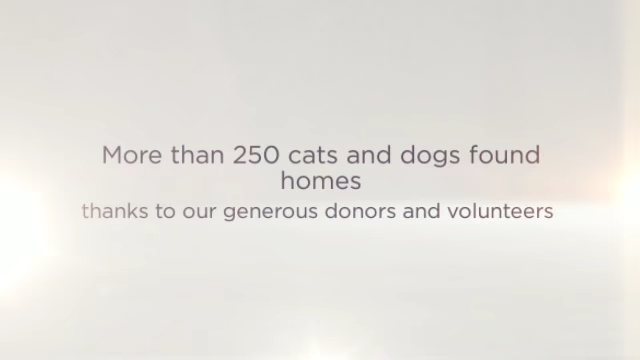 More than 250 cats and dogs found
homes
thanks to our generous donors and volunteers